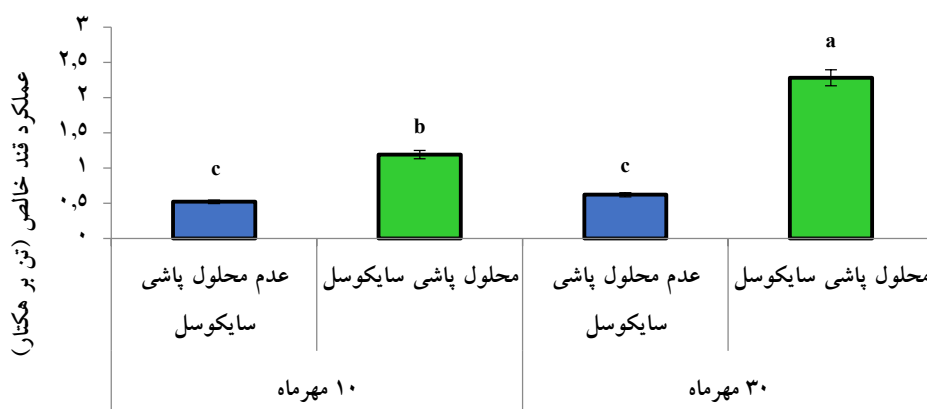 عملکرد قند خالص (تن بر هکتار)
۳
۲,۵
۲
۱,۵
۱
۰,۵
۰
c
b
c
a
عدم محلول پاشی
سایکوسل
محلول پاشی سایکوسل
عدم محلول پاشی
سایکوسل
محلول پاشی سایکوسل
۱۰ مهرماه
۳۰ مهرماه